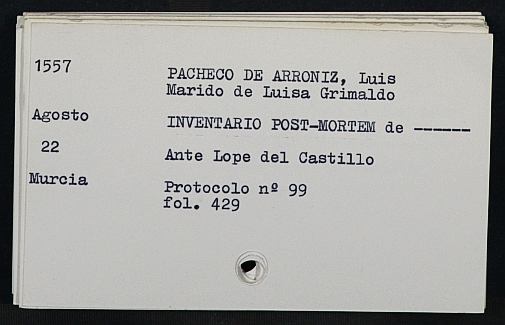 1557
PACHECO DE ARRONIZ, Luis
Marido de Luisa Grimaldo
Agosto
INVENTARIO POST-MORTEM de ------
22
Ante Lope del Castillo
Murcia
Protocolo nº 99
fol. 429